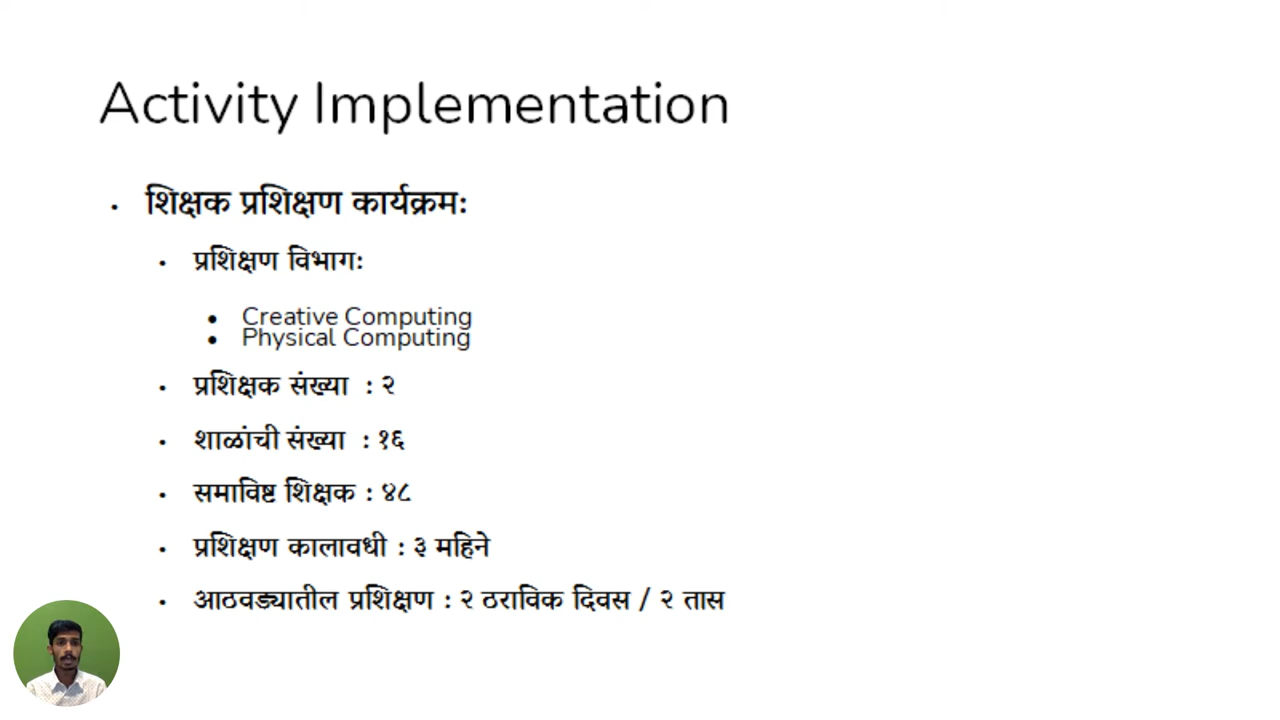 Activity Implementation
• शिक्षक प्रशिक्षण कार्यक्रमः
• प्रशिक्षण विभागः
• Creative Computing
• Physical Computing
• प्रशिक्षक संख्या : २
• शाळांची संख्या : १६
• समाविष्ट शिक्षक : ४८
• प्रशिक्षण कालावधी : ३ महिने
• आठवड्यातील प्रशिक्षण : २ ठराविक दिवस / २ तास